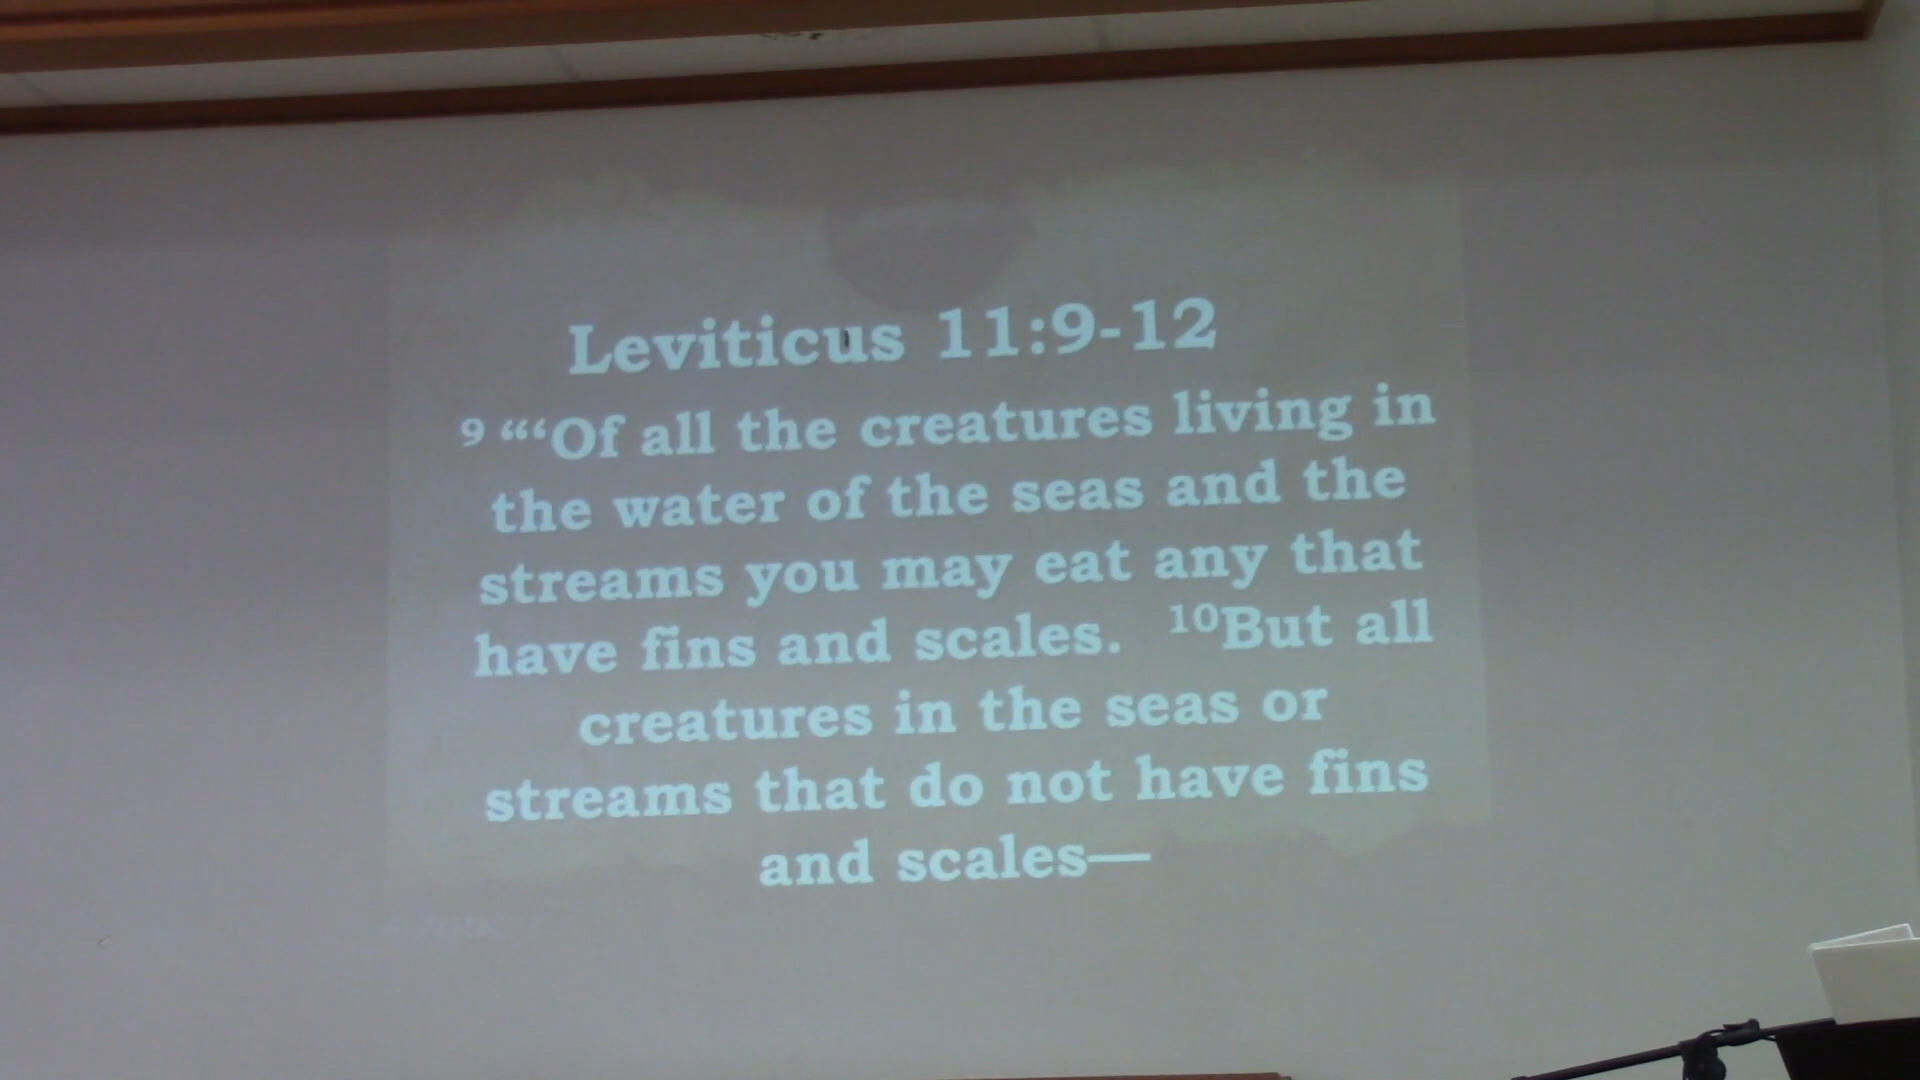 Leviticus 11:9-12
9 “‘Of all the creatures living in
the water of the seas and the
streams you may eat any that
have fins and scales. 10But all
creatures in the seas or
streams that do not have fins
and scales—